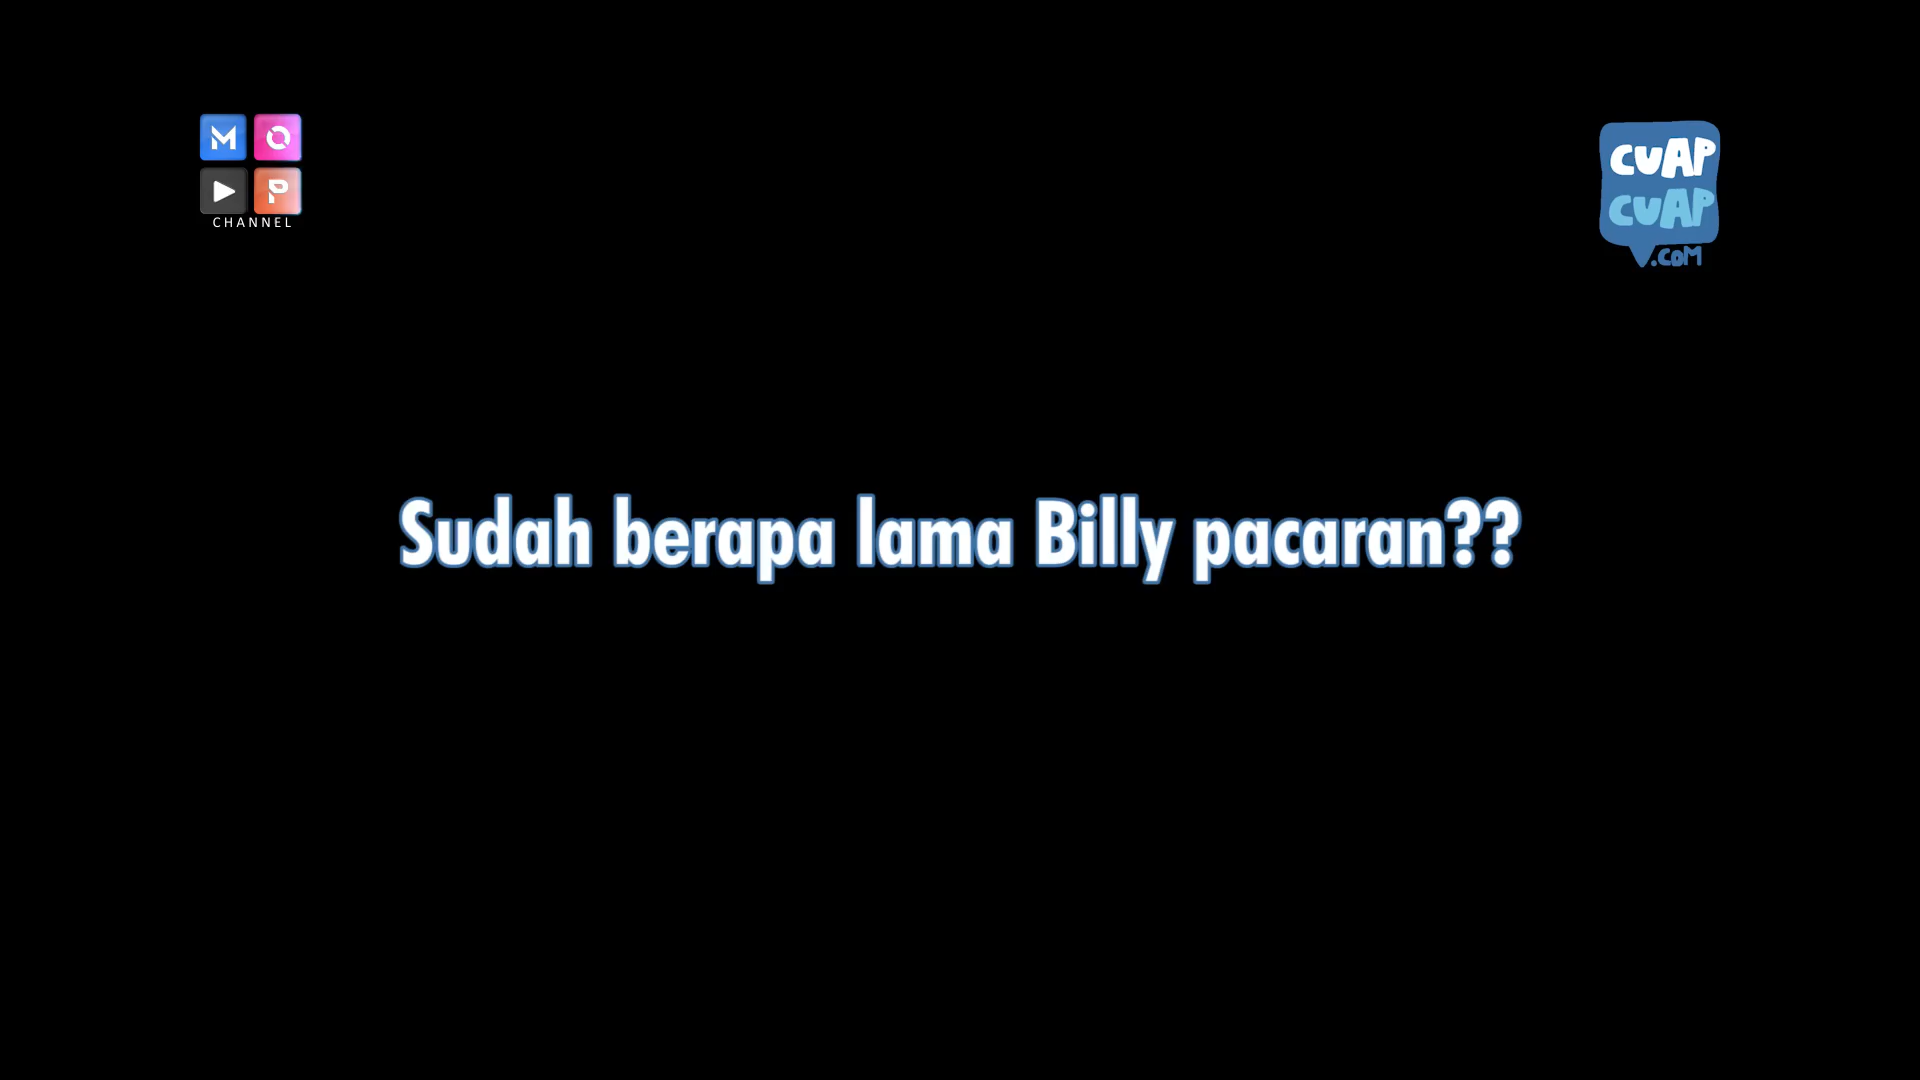 M O
P
CHANNEL
CUAP
CUAP
.COM
Sudah berapa lama Billy pacaran??